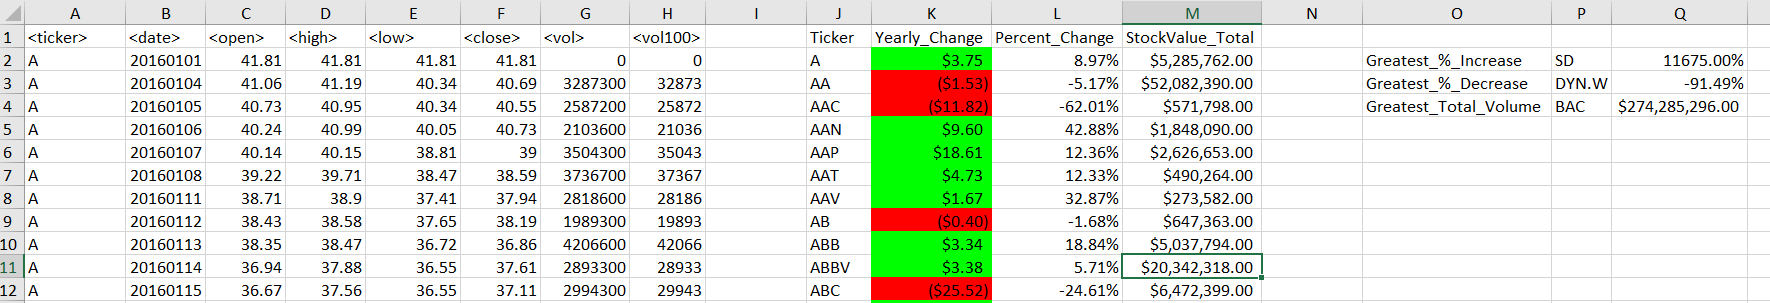 A B C D E F G H I J K L M N O P Q
1 <ticker> <date> <open> <high> <low> <close> <vol> <vol100> Ticker Yearly_Change Percent_Change StockValue_Total
2 A 20160101 41.81 41.81 41.81 41.81 0 0 A $3.75 8.97% $5,285,762.00 Greatest_%_Increase SD 11675.00%
3 A 20160104 41.06 41.19 40.34 40.69 3287300 32873 AA ($1.53) -5.17% $52,082,390.00 Greatest_%_Decrease DYN.W -91.49%
4 A 20160105 40.73 40.95 40.34 40.55 2587200 25872 AAC ($11.82) -62.01% $571,798.00 Greatest_Total_Volume BAC $274,285,296.00
5 A 20160106 40.24 40.99 40.05 40.73 2103600 21036 AAN $9.60 42.88% $1,848,090.00
6 A 20160107 40.14 40.15 38.81 39 3504300 35043 AAP $18.61 12.36% $2,626,653.00
7 A 20160108 39.22 39.71 38.47 38.59 3736700 37367 AAT $4.73 12.33% $490,264.00
8 A 20160111 38.71 38.9 37.41 37.94 2818600 28186 AAV $1.67 32.87% $273,582.00
9 A 20160112 38.43 38.58 37.65 38.19 1989300 19893 AB ($0.40) -1.68% $647,363.00
10 A 20160113 38.35 38.47 36.72 36.86 4206600 42066 ABB $3.34 18.84% $5,037,794.00
11 A 20160114 36.94 37.88 36.55 37.61 2893300 28933 ABBV $3.38 5.71% $20,342,318.00
12 A 20160115 36.67 37.56 36.55 37.11 2994300 29943 ABC ($25.52) -24.61% $6,472,399.00